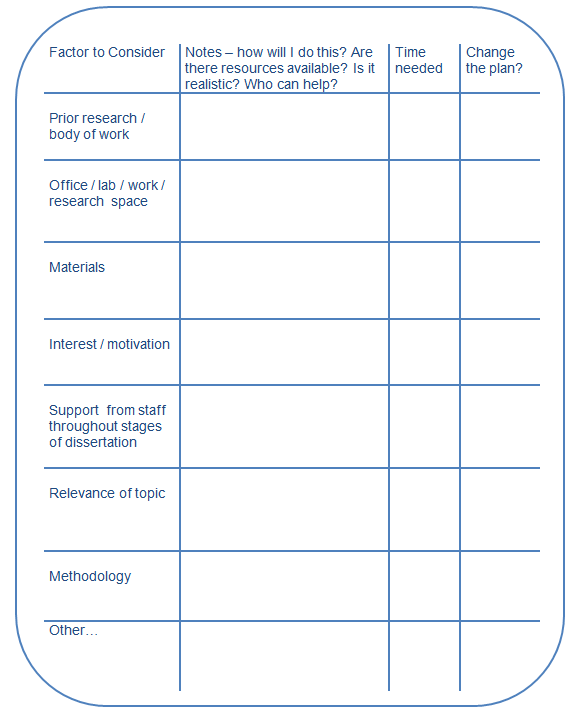 Factor to Consider
Notes – how will I do this? Are
there resources available? Is it
realistic? Who can help?
Time
needed
Change
the plan?
Prior research /
body of work
Office / lab / work /
research space
Materials
Interest / motivation
Support from staff
throughout stages
of dissertation
Relevance of topic
Methodology
Other…